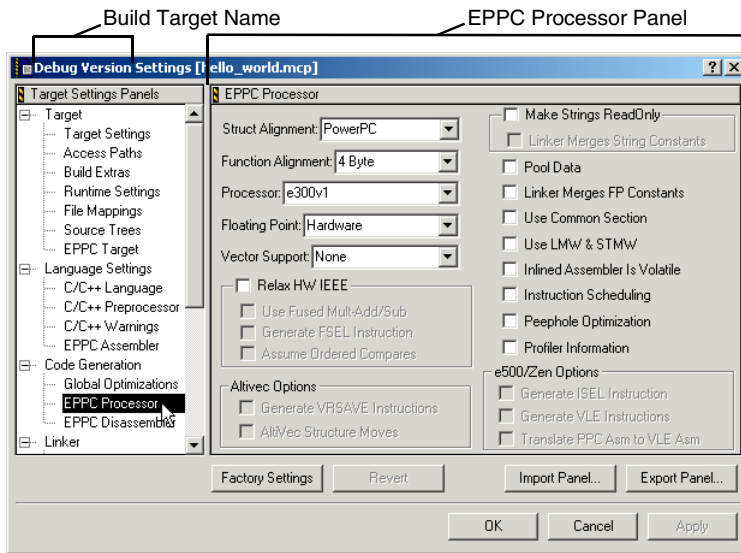 Build Target Name
EPPC Processor Panel
Debug Version Settings [hello_world.mcp]
Target Settings Panels
Target
Target Settings
Access Paths
Build Extras
Runtime Settings
File Mappings
Source Trees
EPPC Target
Language Settings
C/C++ Language
C/C++ Preprocessor
C/C++ Warnings
EPPC Assembler
Code Generation
Global Optimizations
EPPC Processor
EPPC Disassembler
Linker
EPPC Processor
Struct Alignment: PowerPC
Function Alignment: 4 Byte
Processor: e300v1
Floating Point: Hardware
Vector Support: None
Relax HW IEEE
Use Fused Mult-Add/Sub
Generate FSEL Instruction
Assume Ordered Compares
Altivec Options
Generate VRSAVE Instructions
AltiVec Structure Moves
Make Strings ReadOnly
Linker Merges String Constants
Pool Data
Linker Merges FP Constants
Use Common Section
Use LMW & STMW
Inlined Assembler Is Volatile
Instruction Scheduling
Peephole Optimization
Profiler Information
e500/Zen Options
Generate ISEL Instruction
Generate VLE Instructions
Translate PPC Asm to VLE Asm
Factory Settings
Revert
Import Panel...
Export Panel...
OK
Cancel
Apply